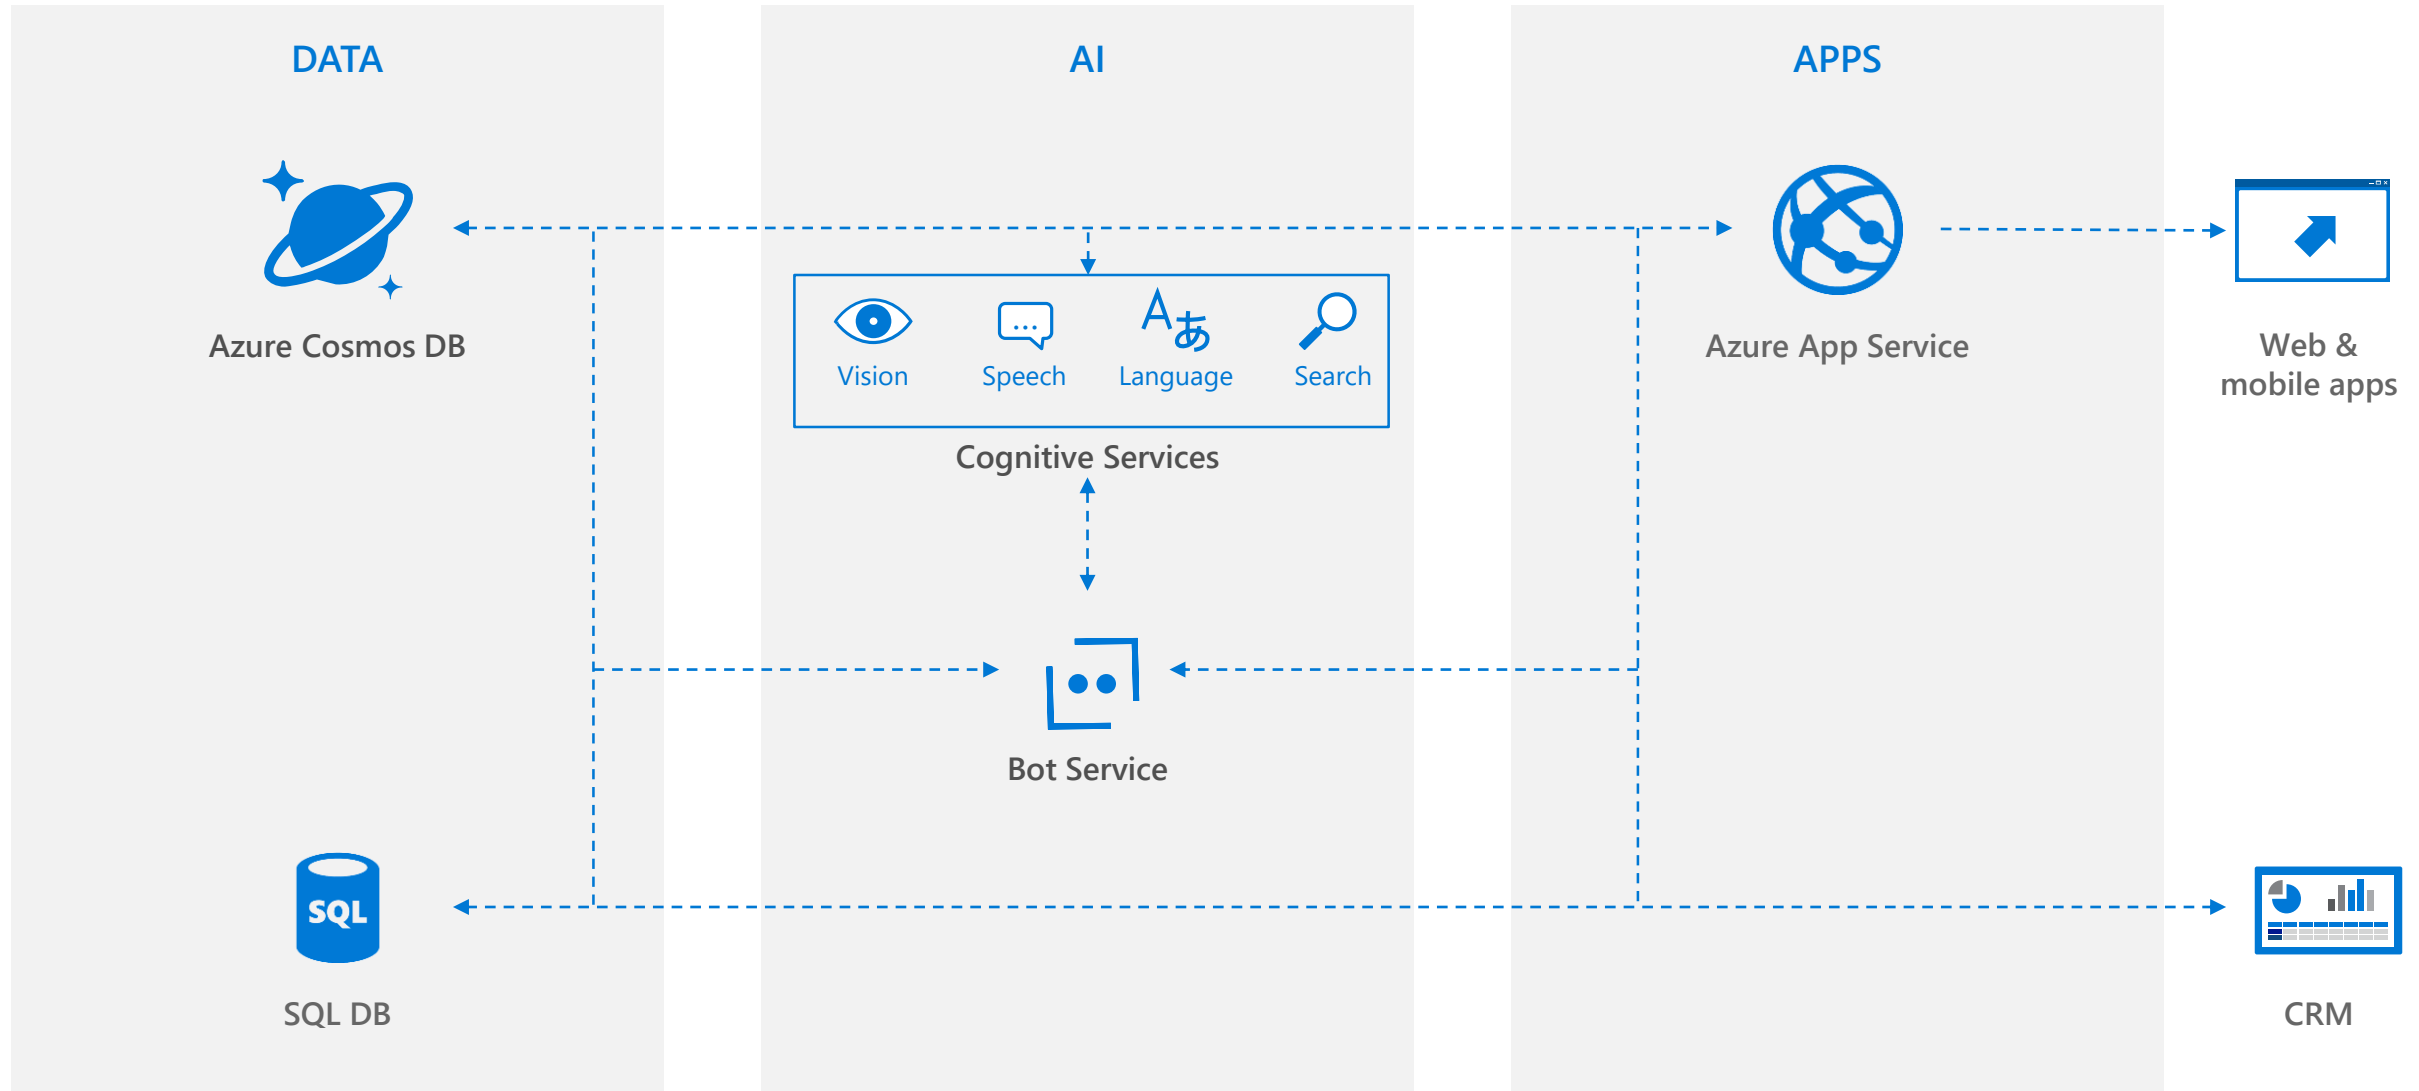 DATA
AI
APPS
Azure Cosmos DB
Aあ
Vision
Speech
Language
Search
Cognitive Services
Azure App Service
Web &
mobile apps
Bot Service
SQL
SQL DB
CRM